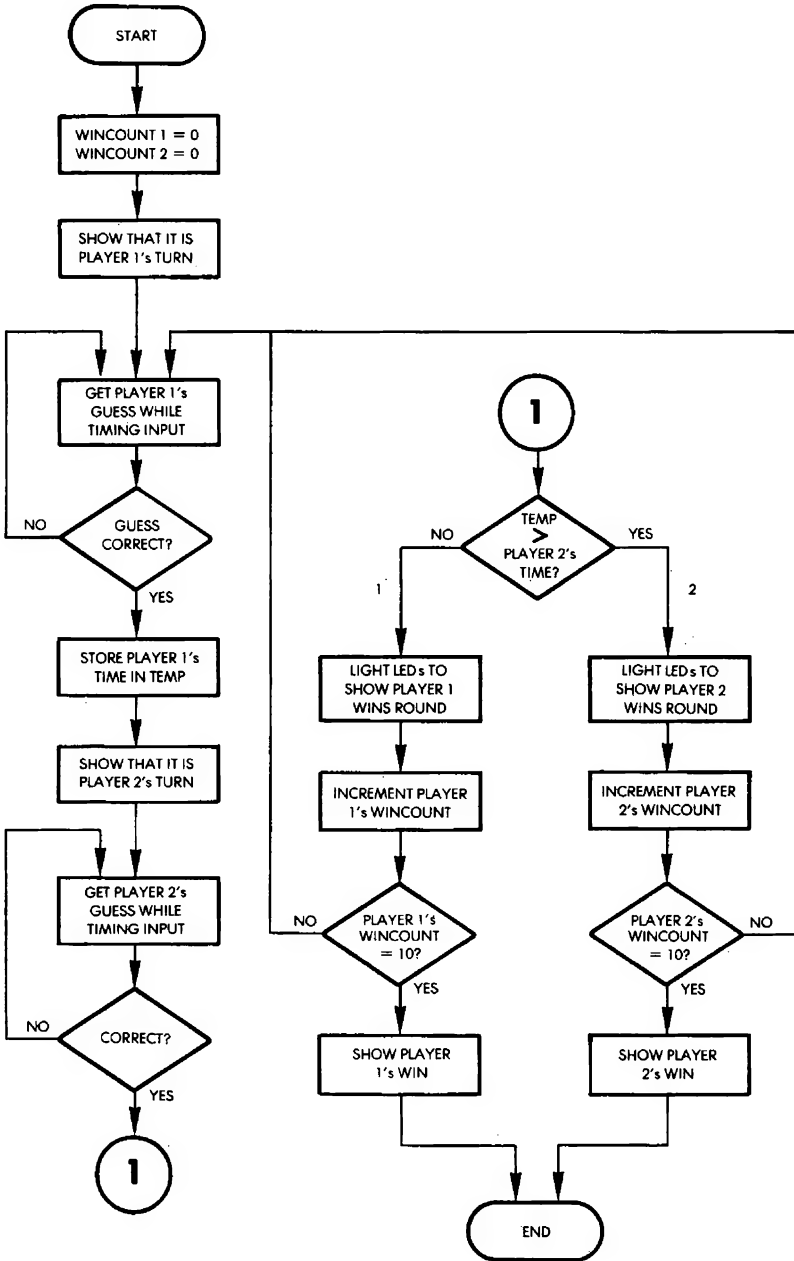 START
WINCOUNT 1 = 0
WINCOUNT 2 = 0
SHOW THAT IT IS
PLAYER 1's TURN
GET PLAYER 1's
GUESS WHILE
TIMING INPUT
NO
GUESS
CORRECT?
YES
STORE PLAYER 1's
TIME IN TEMP
SHOW THAT IT IS
PLAYER 2's TURN
GET PLAYER 2's
GUESS WHILE
TIMING INPUT
NO
CORRECT?
YES
1
1
NO
TEMP
>
PLAYER 2's
TIME?
YES
1
2
LIGHT LEDs TO
SHOW PLAYER 1
WINS ROUND
INCREMENT PLAYER
1's WINCOUNT
NO
PLAYER 1's
WINCOUNT
= 10?
YES
SHOW PLAYER
1's WIN
LIGHT LEDs TO
SHOW PLAYER 2
WINS ROUND
INCREMENT PLAYER
2's WINCOUNT
PLAYER 2's
WINCOUNT
= 10?
NO
YES
SHOW PLAYER
2's WIN
END